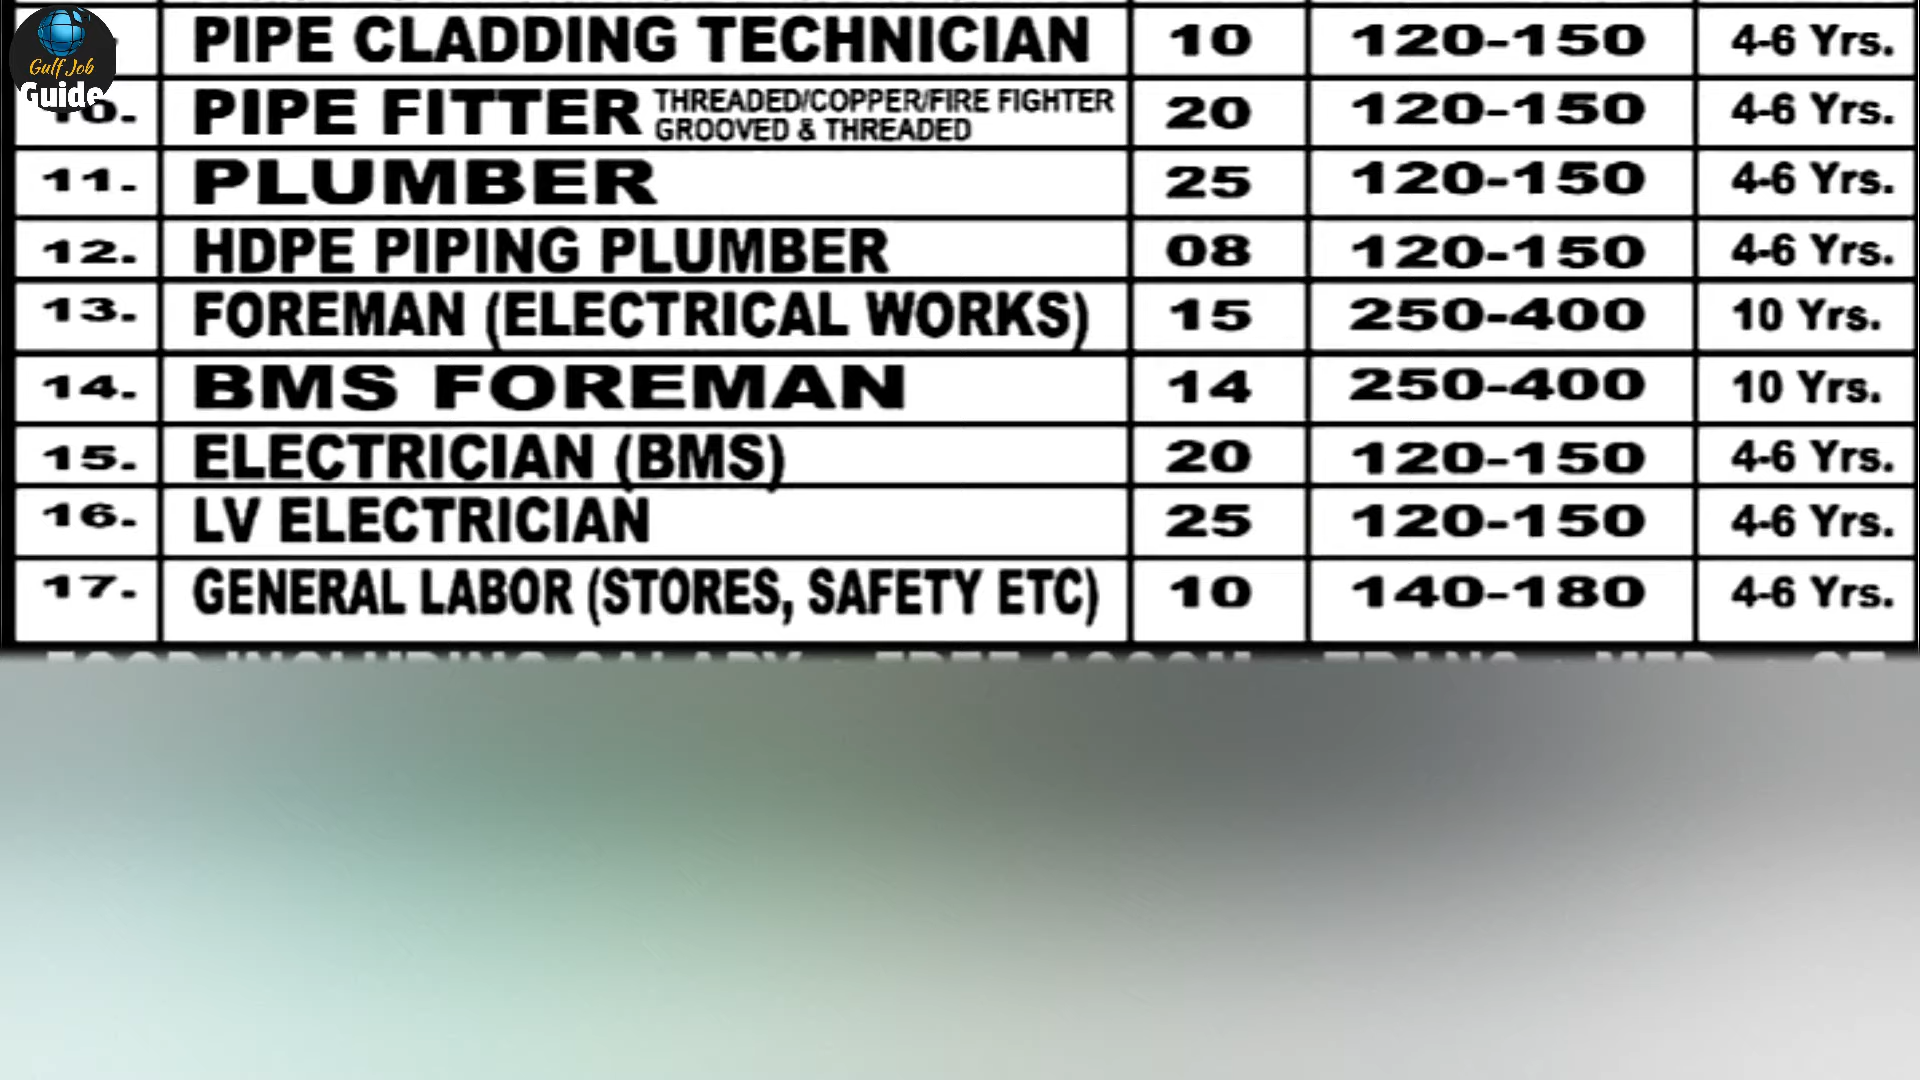 Gulf Job
Guide
PIPE CLADDING TECHNICIAN 10 120-150 4-6 Yrs.
10. PIPE FITTER THREADED/COPPER/FIRE FIGHTER GROOVED & THREADED 20 120-150 4-6 Yrs.
11. PLUMBER 25 120-150 4-6 Yrs.
12. HDPE PIPING PLUMBER 08 120-150 4-6 Yrs.
13. FOREMAN (ELECTRICAL WORKS) 15 250-400 10 Yrs.
14. BMS FOREMAN 14 250-400 10 Yrs.
15. ELECTRICIAN (BMS) 20 120-150 4-6 Yrs.
16. LV ELECTRICIAN 25 120-150 4-6 Yrs.
17. GENERAL LABOR (STORES, SAFETY ETC) 10 140-180 4-6 Yrs.